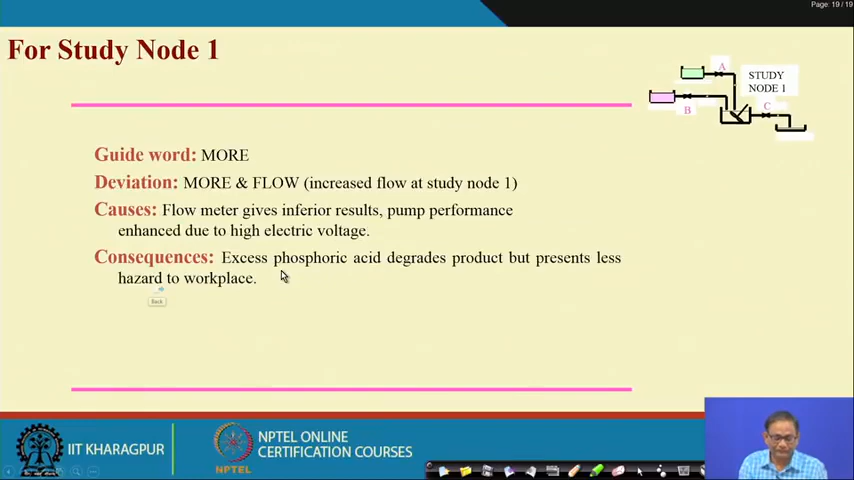 Page: 19 / 19
For Study Node 1
A
STUDY
NODE 1
B
C
Guide word: MORE
Deviation: MORE & FLOW (increased flow at study node 1)
Causes: Flow meter gives inferior results, pump performance
enhanced due to high electric voltage.
Consequences: Excess phosphoric acid degrades product but presents less
hazard to workplace.
Back
IIT KHARAGPUR
NPTEL
NPTEL ONLINE
CERTIFICATION COURSES